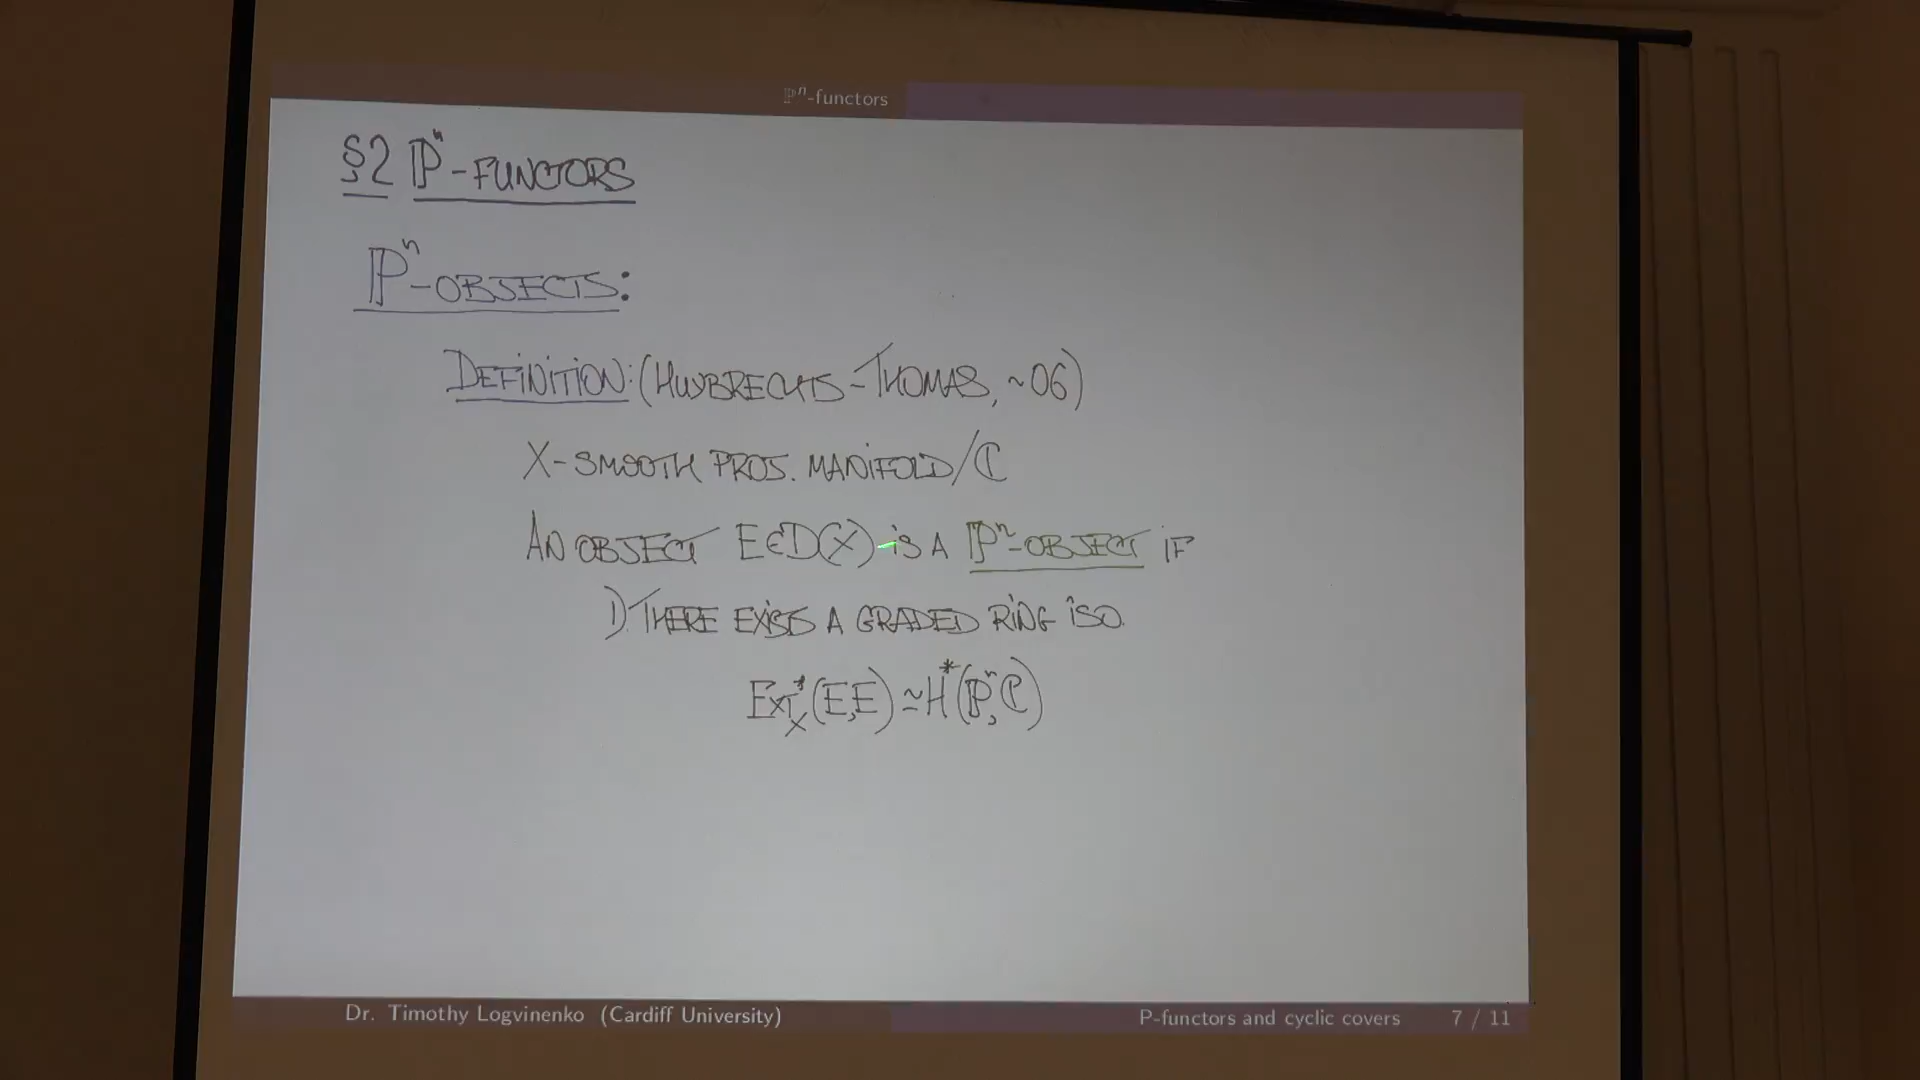 ℙⁿ-functors
§2 ℙⁿ-FUNCTORS
ℙⁿ-OBJECTS:
DEFINITION: (HUYBRECHTS-THOMAS, ~06)
X-SMOOTH PROJ. MANIFOLD/ℂ
AN OBJECT E∈D(X) - IS A ℙⁿ-OBJECT IF
1) THERE EXISTS A GRADED RING ISO.
Ext*_X(E,E) ≃ H*(ℙⁿ, ℂ)
Dr. Timothy Logvinenko (Cardiff University)
P-functors and cyclic covers 7 / 11